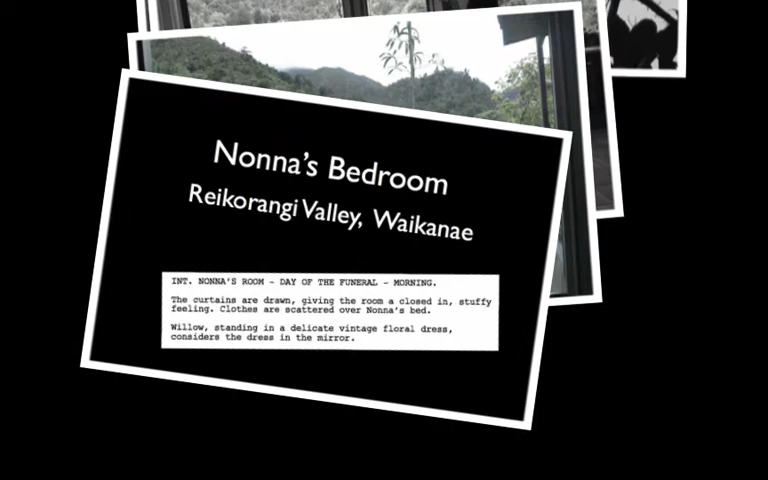 Nonna's Bedroom
Reikorangi Valley, Waikanae
INT. NONNA'S ROOM - DAY OF THE FUNERAL - MORNING.
The curtains are drawn, giving the room a closed in, stuffy
feeling. Clothes are scattered over Nonna's bed.
Willow, standing in a delicate vintage floral dress,
considers the dress in the mirror.